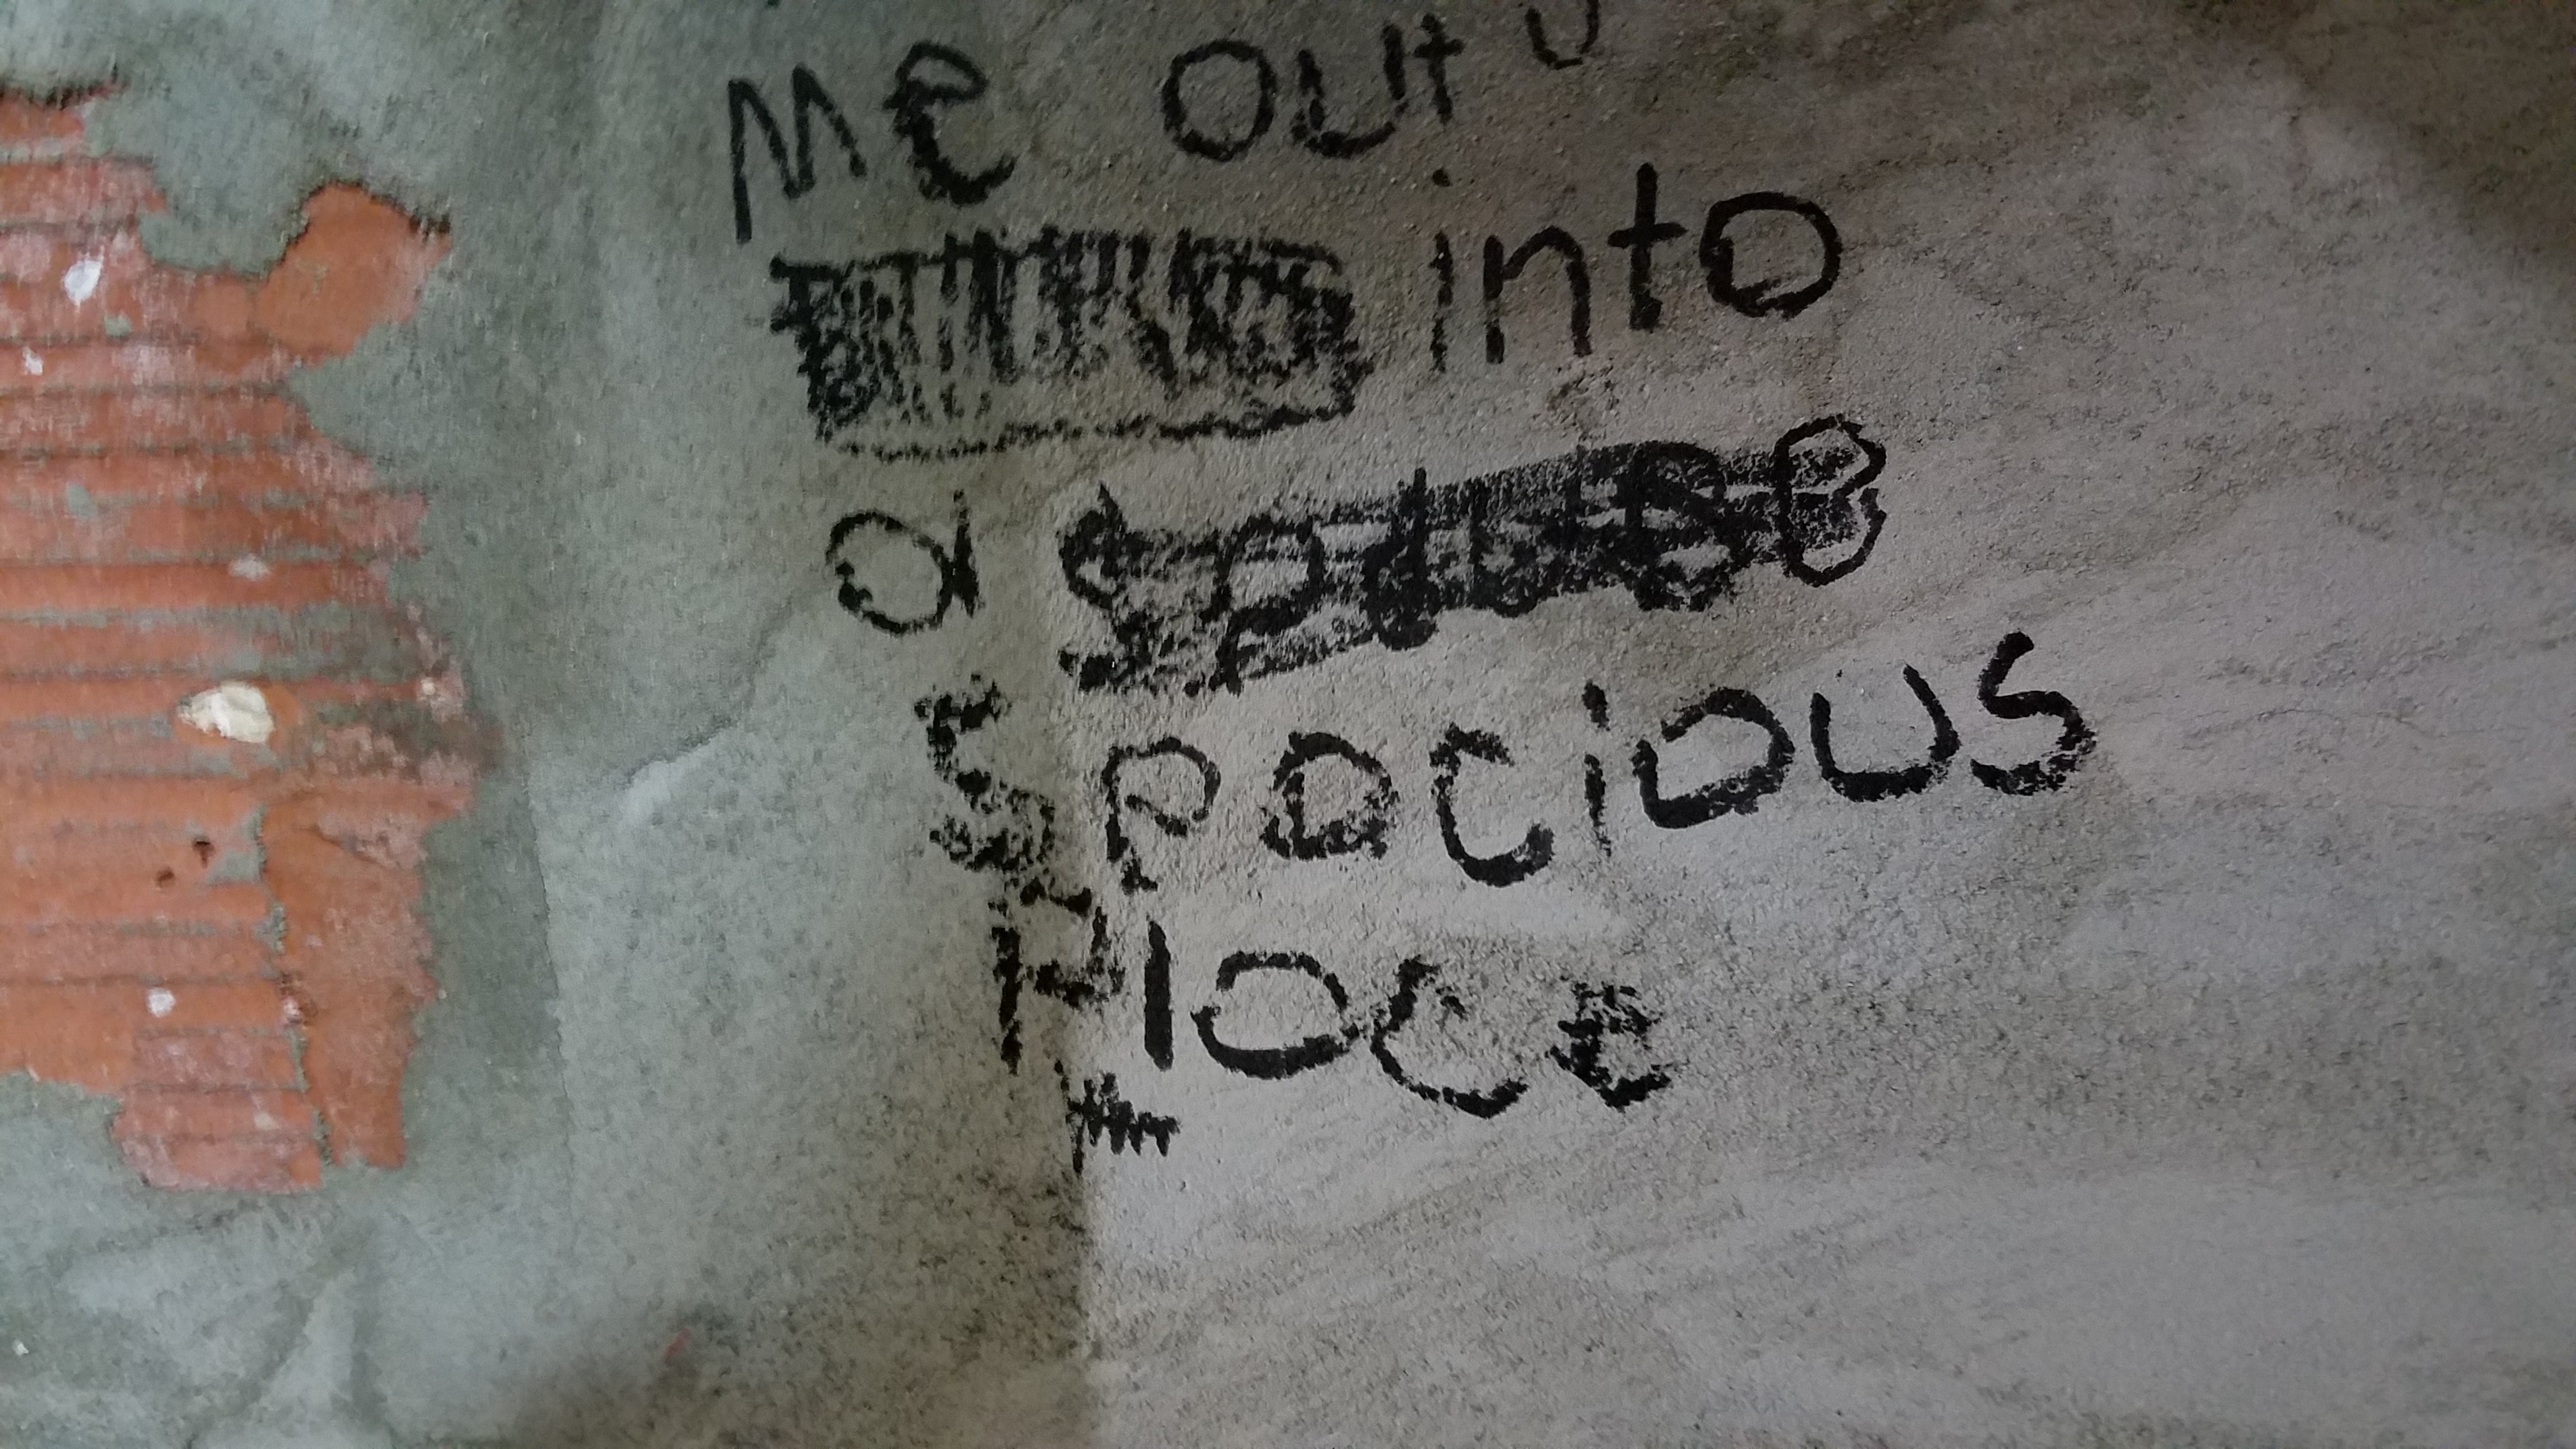 me out
into
a
spacious
place